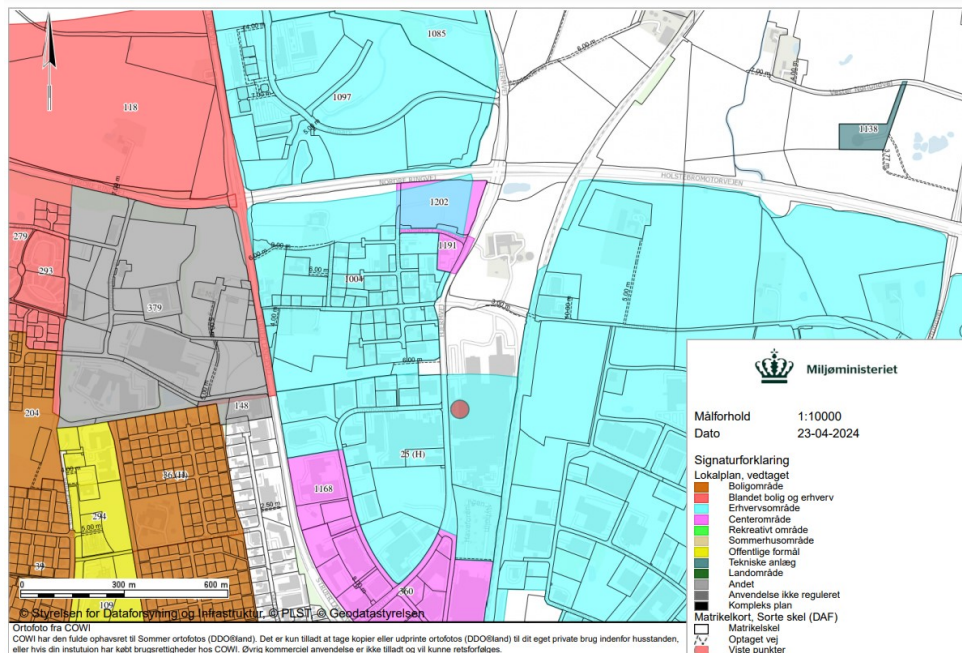 1085
1097
118
1138
NORDRE RINGVEJ
HOLSTEBROMOTORVEJEN
1202
1191
279
293
1004
379
204
148
25 (H)
1168
294
39
109
360
300 m
600 m
© Styrelsen for Dataforsyning og Infrastruktur, © PLST, © Geodatastyrelsen
Miljøministeriet
Målforhold 1:10000
Dato 23-04-2024
Signaturforklaring
Lokalplan, vedtaget
Boligområde
Blandet bolig og erhverv
Erhvervsområde
Centerområde
Rekreativt område
Sommerhusområde
Offentlige formål
Tekniske anlæg
Landområde
Andet
Anvendelse ikke reguleret
Kompleks plan
Matrikelkort, Sorte skel (DAF)
Matrikelskel
Optaget vej
Viste punkter
Ortofoto fra COWI
COWI har den fulde ophavsret til Sommer ortofotos (DDO®land). Det er kun tilladt at tage kopier eller udprinte ortofotos (DDO®land) til dit eget private brug indenfor husstanden,
eller hvis din instutuion har købt brugsrettigheder hos COWI. Øvrig kommerciel anvendelse er ikke tilladt og vil kunne retsforfølges.